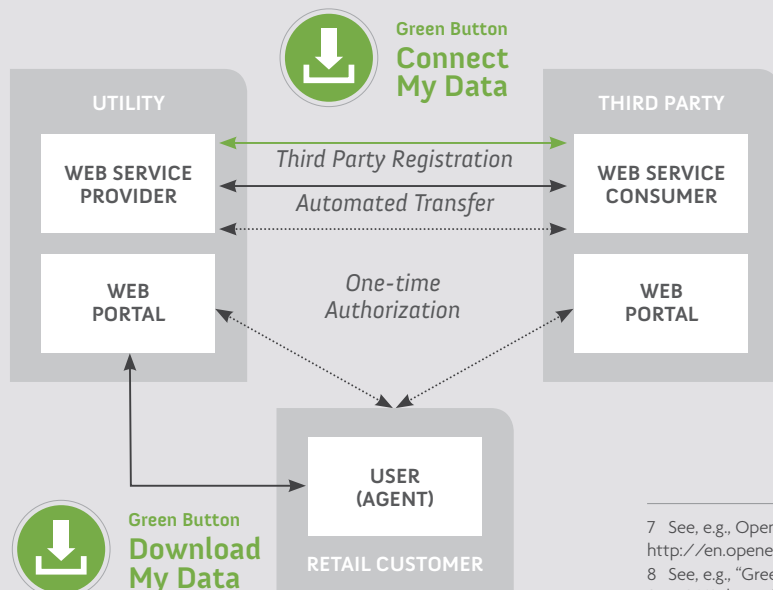 Green Button
Connect
My Data
UTILITY
THIRD PARTY
WEB SERVICE
PROVIDER
Third Party Registration
Automated Transfer
WEB SERVICE
CONSUMER
WEB
PORTAL
One-time
Authorization
WEB
PORTAL
USER
(AGENT)
RETAIL CUSTOMER
Green Button
Download
My Data
7 See, e.g., Open
http://en.opene
8 See, e.g., “Gree